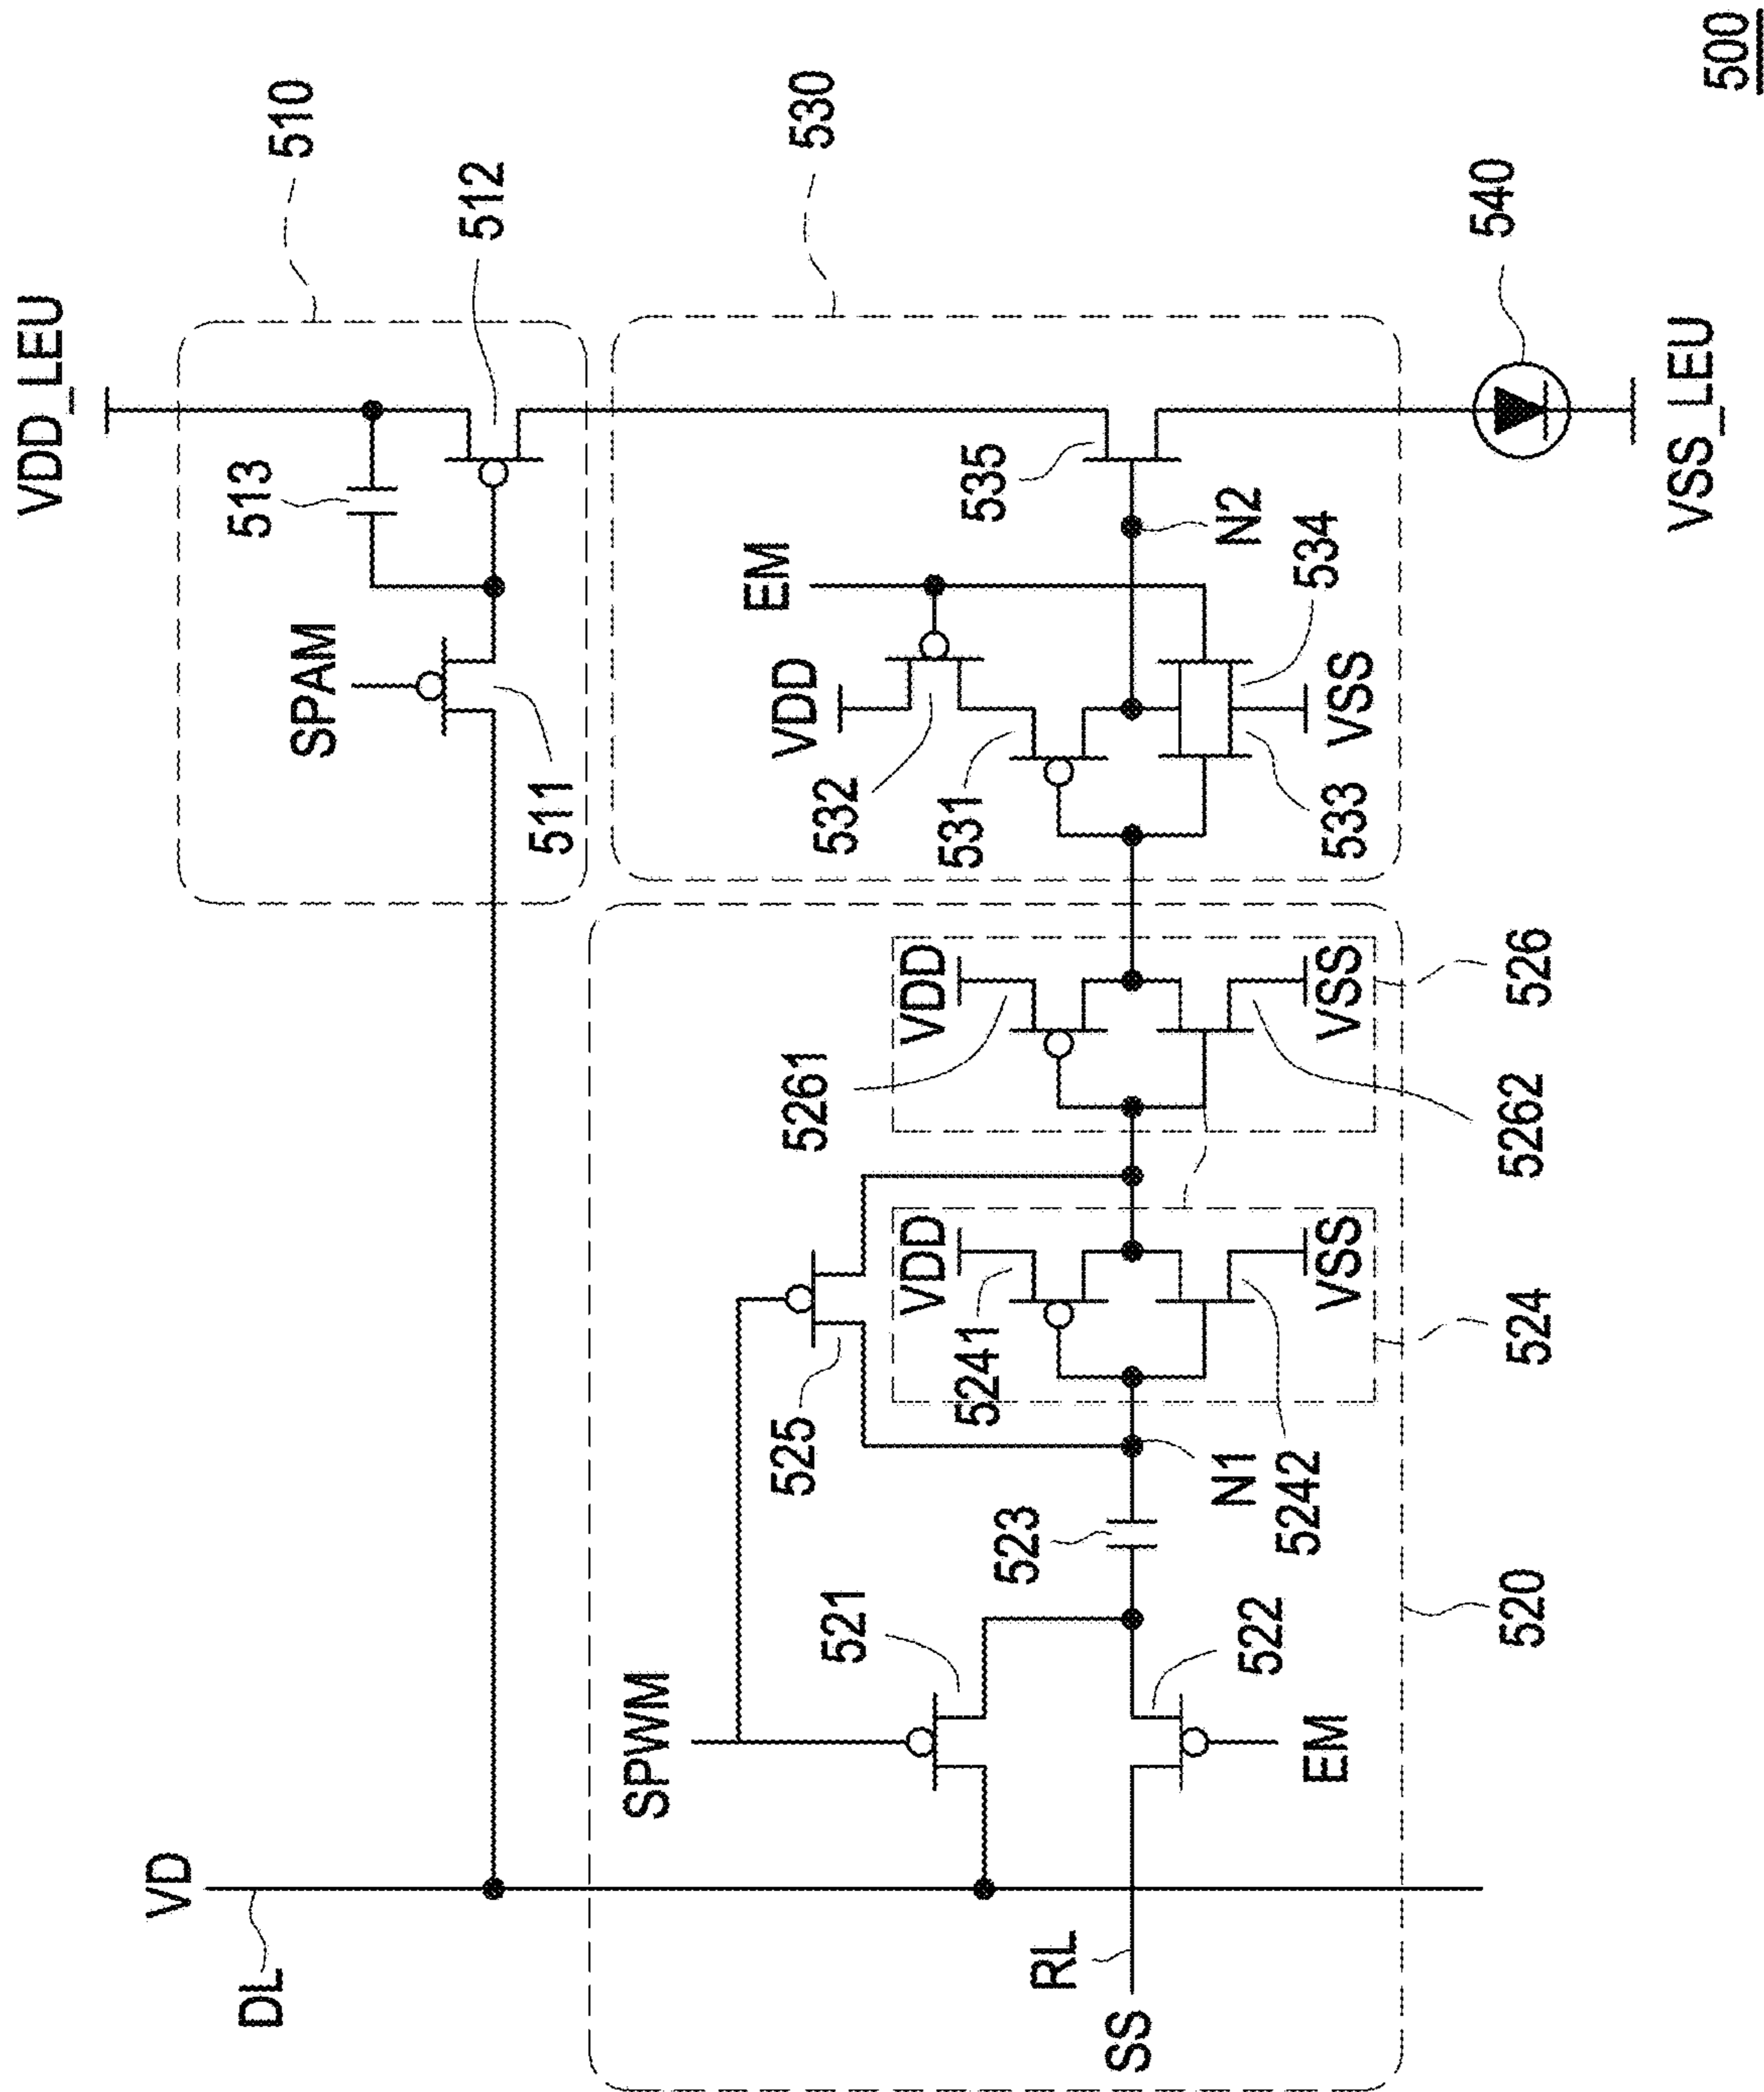 VDD_LEU
510
512
513
SPAM
511
VD
DL
530
EM
VDD
532
531
535
N2
534
VSS
533
540
VSS_LEU
SPWM
521
525
5261
VDD
VDD
5241
523
N1
5242
522
EM
RL
SS
VSS
VSS
526
5262
524
520
500